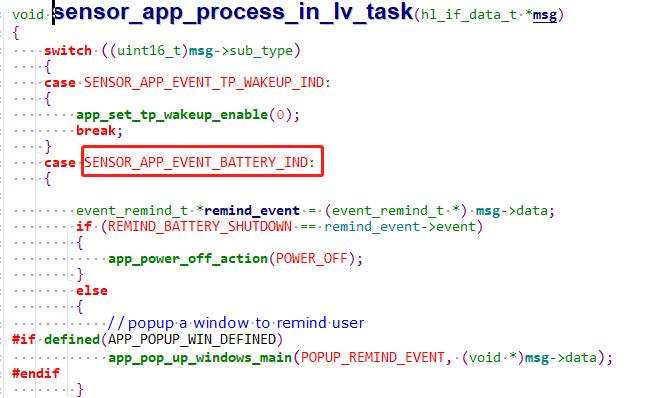 void sensor_app_process_in_lv_task(hl_if_data_t *msg)
{
switch ((uint16_t)msg->sub_type)
{
case SENSOR_APP_EVENT_TP_WAKEUP_IND:
{
app_set_tp_wakeup_enable(0);
break;
}
case SENSOR_APP_EVENT_BATTERY_IND:
{
event_remind_t *remind_event = (event_remind_t *) msg->data;
if (REMIND_BATTERY_SHUTDOWN == remind_event->event)
{
app_power_off_action(POWER_OFF);
}
else
{
//popup a window to remind user
#if defined(APP_POPUP_WIN_DEFINED)
app_pop_up_windows_main(POPUP_REMIND_EVENT, (void *)msg->data);
#endif
}